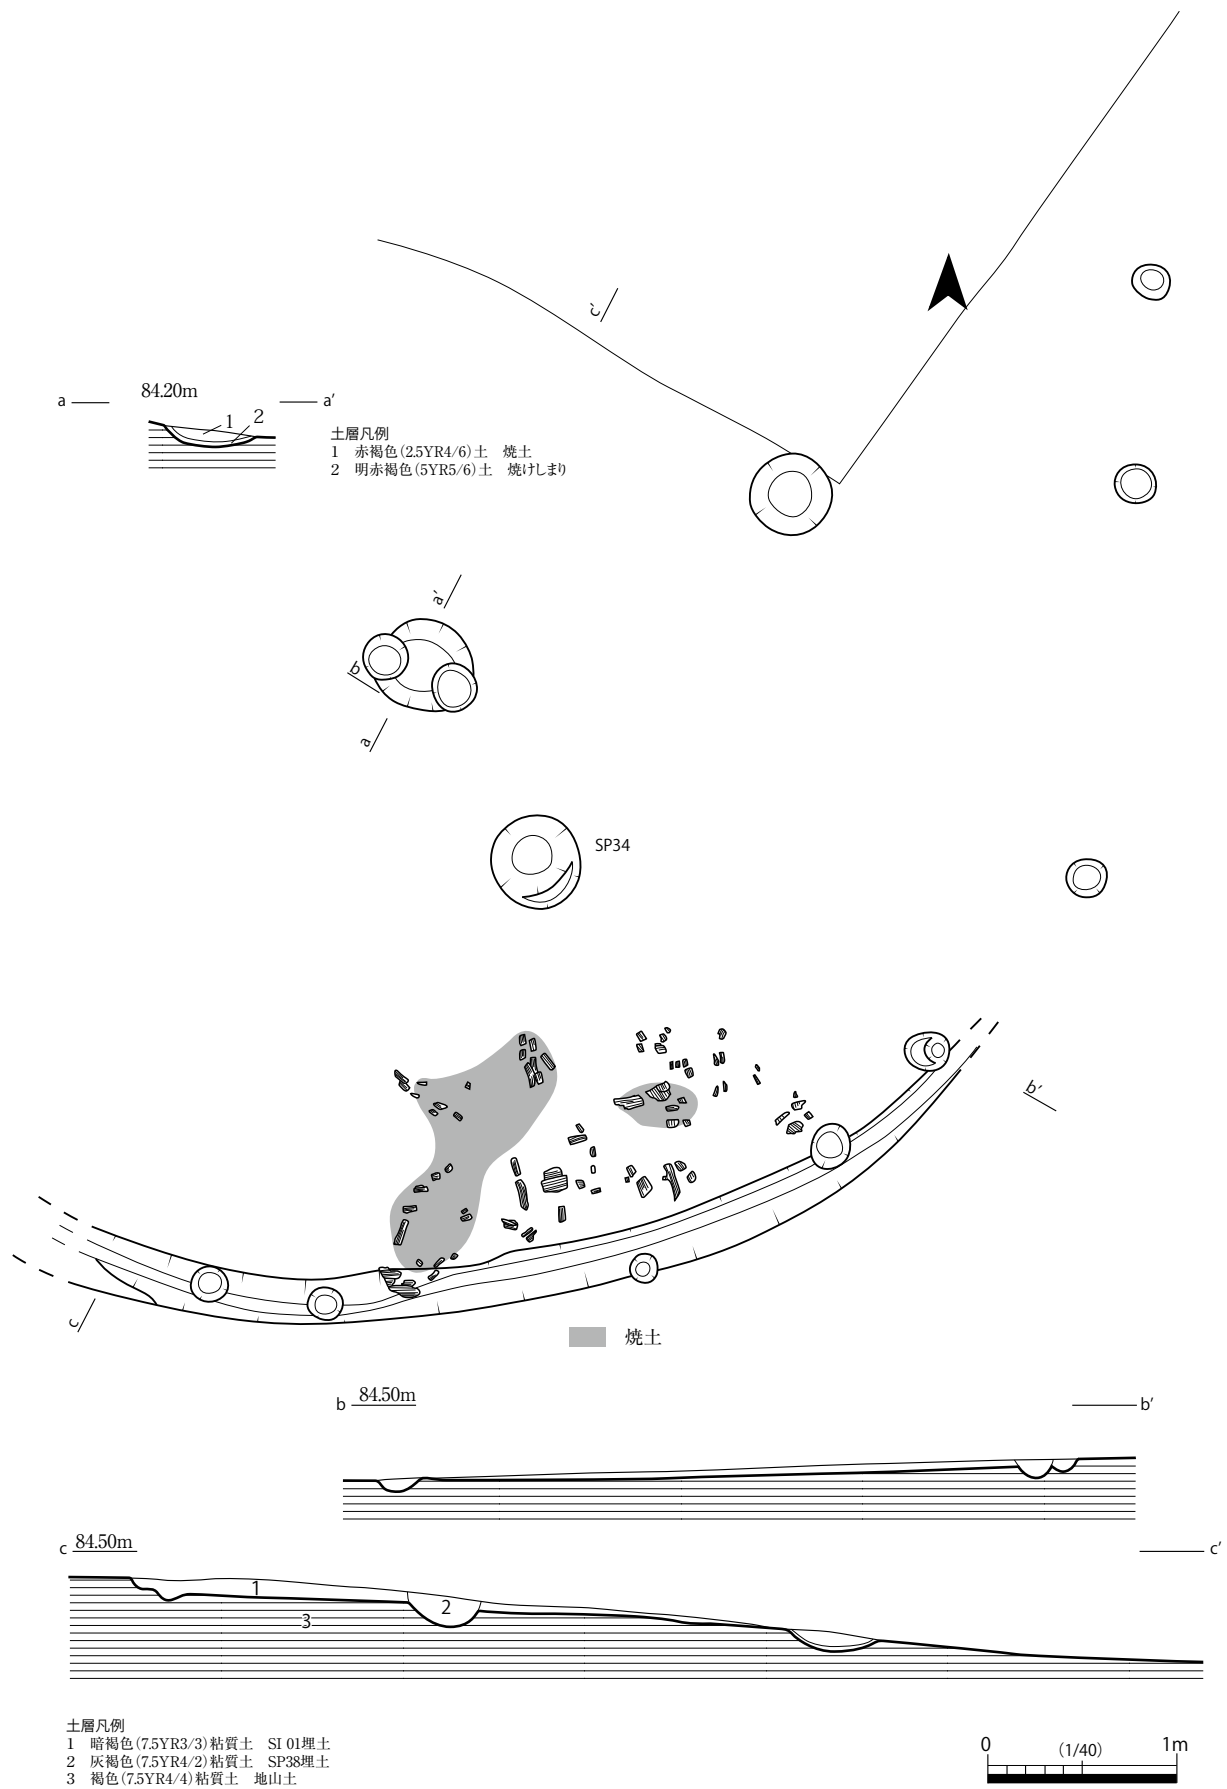 c′
84.20m
a a′
1 2
土層凡例
1 赤褐色(2.5YR4/6)土 焼土
2 明赤褐色(5YR5/6)土 焼けしまり
a′
b
a
SP34
b′
c
焼土
b 84.50m b′
c 84.50m c′
1
2
3
土層凡例
1 暗褐色(7.5YR3/3)粘質土 SI 01埋土
2 灰褐色(7.5YR4/2)粘質土 SP38埋土
3 褐色(7.5YR4/4)粘質土 地山土
0 (1/40) 1m